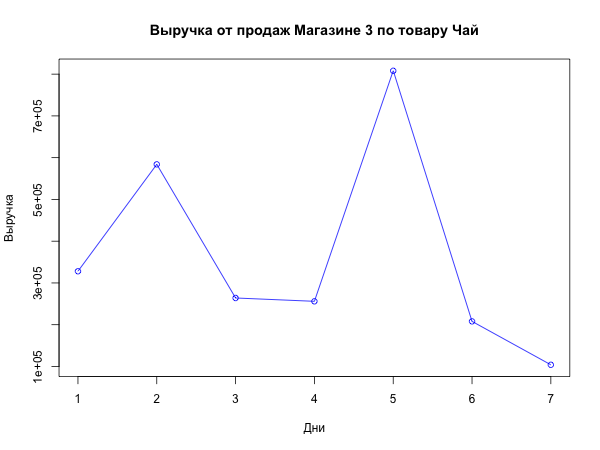 Выручка от продаж Магазине 3 по товару Чай
Выручка
7e+05
5e+05
3e+05
1e+05
1 2 3 4 5 6 7
Дни